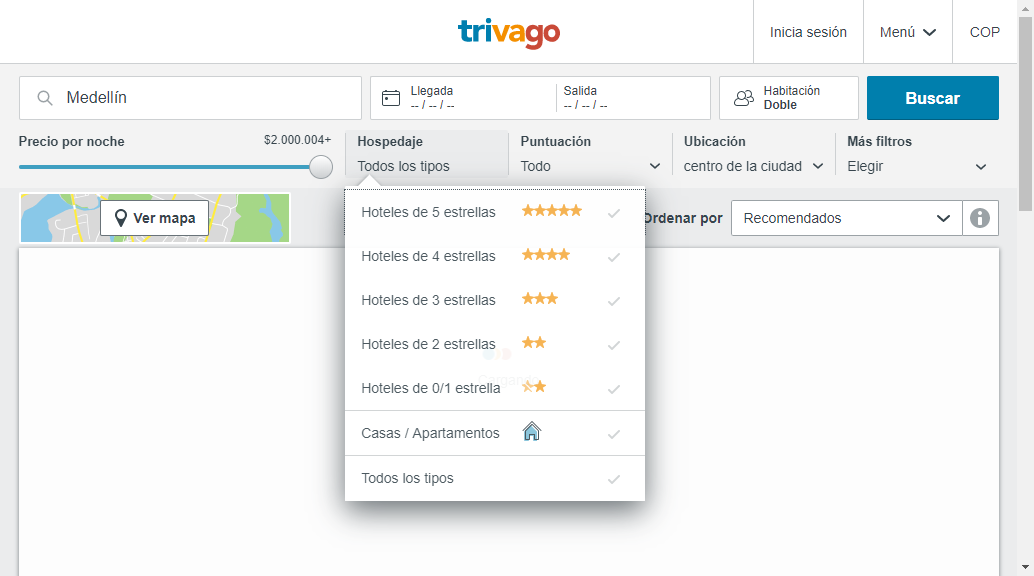 trivago
Inicia sesión
Menú
COP
Medellín
Llegada
-- / -- / --
Salida
-- / -- / --
Habitación
Doble
Buscar
Precio por noche
$2.000.004+
Hospedaje
Todos los tipos
Puntuación
Todo
Ubicación
centro de la ciudad
Más filtros
Elegir
Ver mapa
Ordenar por
Recomendados
Hoteles de 5 estrellas
Hoteles de 4 estrellas
Hoteles de 3 estrellas
Hoteles de 2 estrellas
Hoteles de 0/1 estrella
Casas / Apartamentos
Todos los tipos